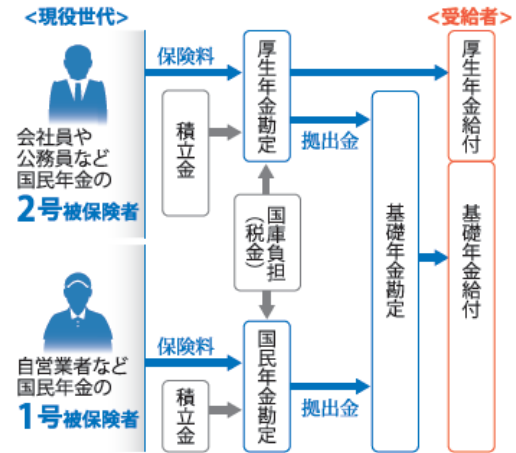 <現役世代>
<受給者>
会社員や
公務員など
国民年金の
2号被保険者
保険料
積立金
厚生年金勘定
拠出金
厚生年金給付
国庫負担
(税金)
基礎年金勘定
基礎年金給付
自営業者など
国民年金の
1号被保険者
保険料
積立金
国民年金勘定
拠出金